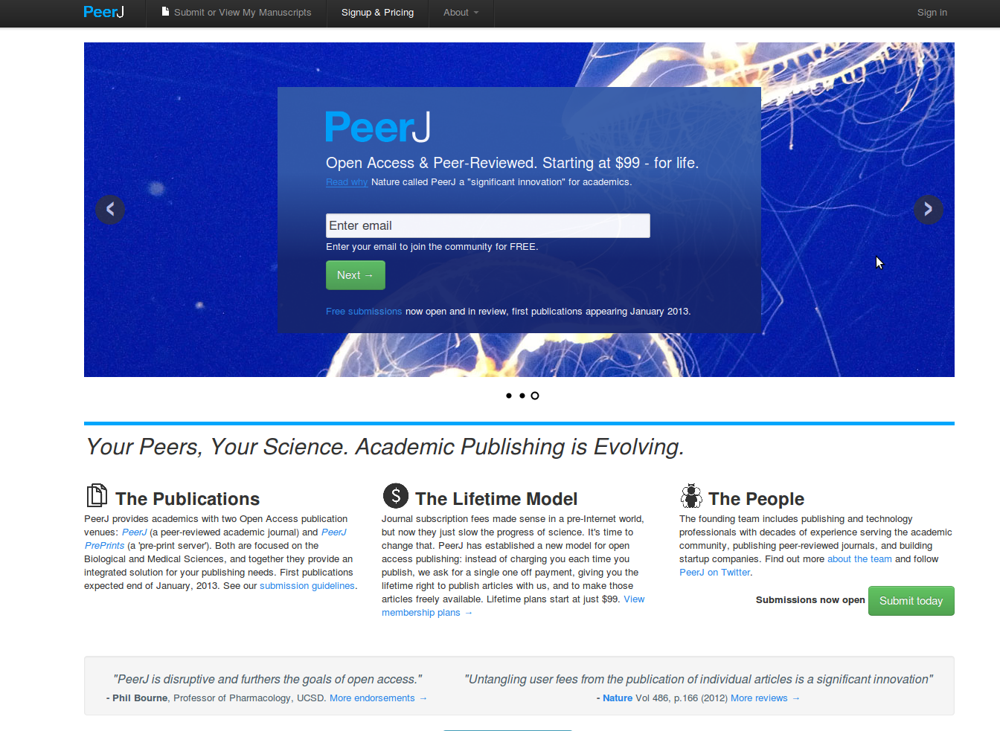 PeerJ Submit or View My Manuscripts Signup & Pricing About Sign in
PeerJ
Open Access & Peer-Reviewed. Starting at $99 - for life.
Read why Nature called PeerJ a "significant innovation" for academics.
Enter email
Enter your email to join the community for FREE.
Next →
Free submissions now open and in review, first publications appearing January 2013.
Your Peers, Your Science. Academic Publishing is Evolving.
The Publications
PeerJ provides academics with two Open Access publication
venues: PeerJ (a peer-reviewed academic journal) and PeerJ
PrePrints (a 'pre-print server'). Both are focused on the
Biological and Medical Sciences, and together they provide an
integrated solution for your publishing needs. First publications
expected end of January, 2013. See our submission guidelines.
$ The Lifetime Model
Journal subscription fees made sense in a pre-Internet world,
but now they just slow the progress of science. It's time to
change that. PeerJ has established a new model for open
access publishing: instead of charging you each time you
publish, we ask for a single one off payment, giving you the
lifetime right to publish articles with us, and to make those
articles freely available. Lifetime plans start at just $99. View
membership plans →
The People
The founding team includes publishing and technology
professionals with decades of experience serving the academic
community, publishing peer-reviewed journals, and building
startup companies. Find out more about the team and follow
PeerJ on Twitter.
Submissions now open Submit today
"PeerJ is disruptive and furthers the goals of open access."
- Phil Bourne, Professor of Pharmacology, UCSD. More endorsements →
"Untangling user fees from the publication of individual articles is a significant innovation"
- Nature Vol 486, p.166 (2012) More reviews →